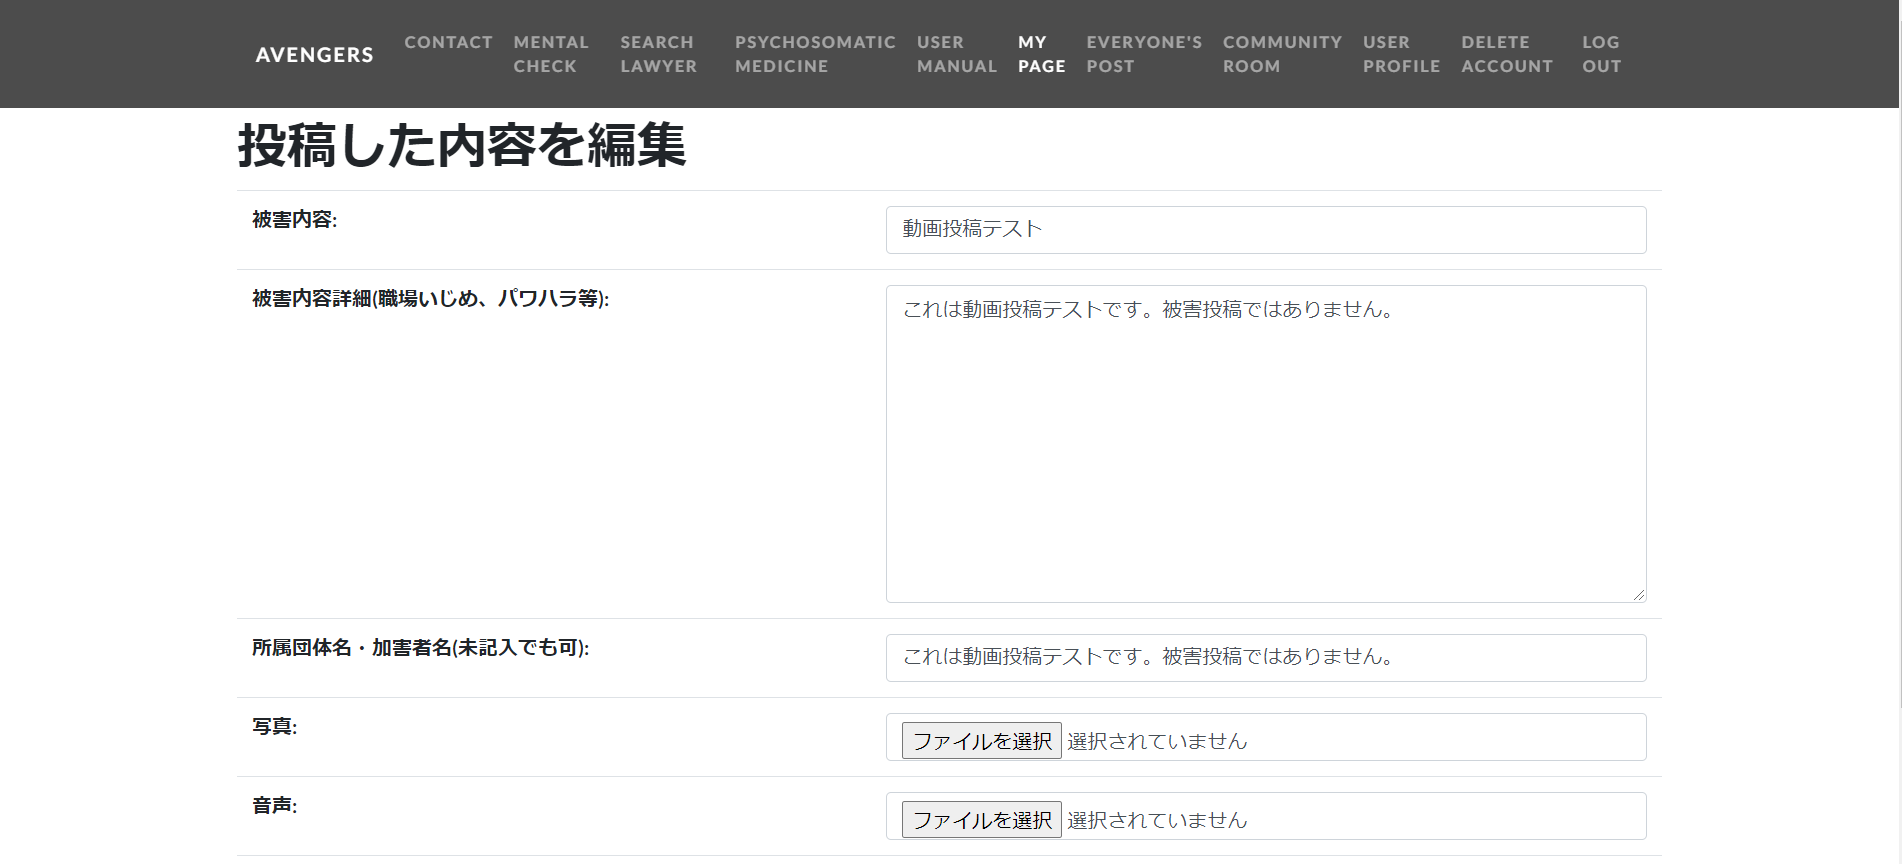 AVENGERS
CONTACT
MENTAL
CHECK
SEARCH
LAWYER
PSYCHOSOMATIC
MEDICINE
USER
MANUAL
MY
PAGE
EVERYONE'S
POST
COMMUNITY
ROOM
USER
PROFILE
DELETE
ACCOUNT
LOG
OUT
投稿した内容を編集
被害内容:
動画投稿テスト
被害内容詳細(職場いじめ、パワハラ等):
これは動画投稿テストです。被害投稿ではありません。
所属団体名・加害者名(未記入でも可):
これは動画投稿テストです。被害投稿ではありません。
写真:
ファイルを選択 選択されていません
音声:
ファイルを選択 選択されていません